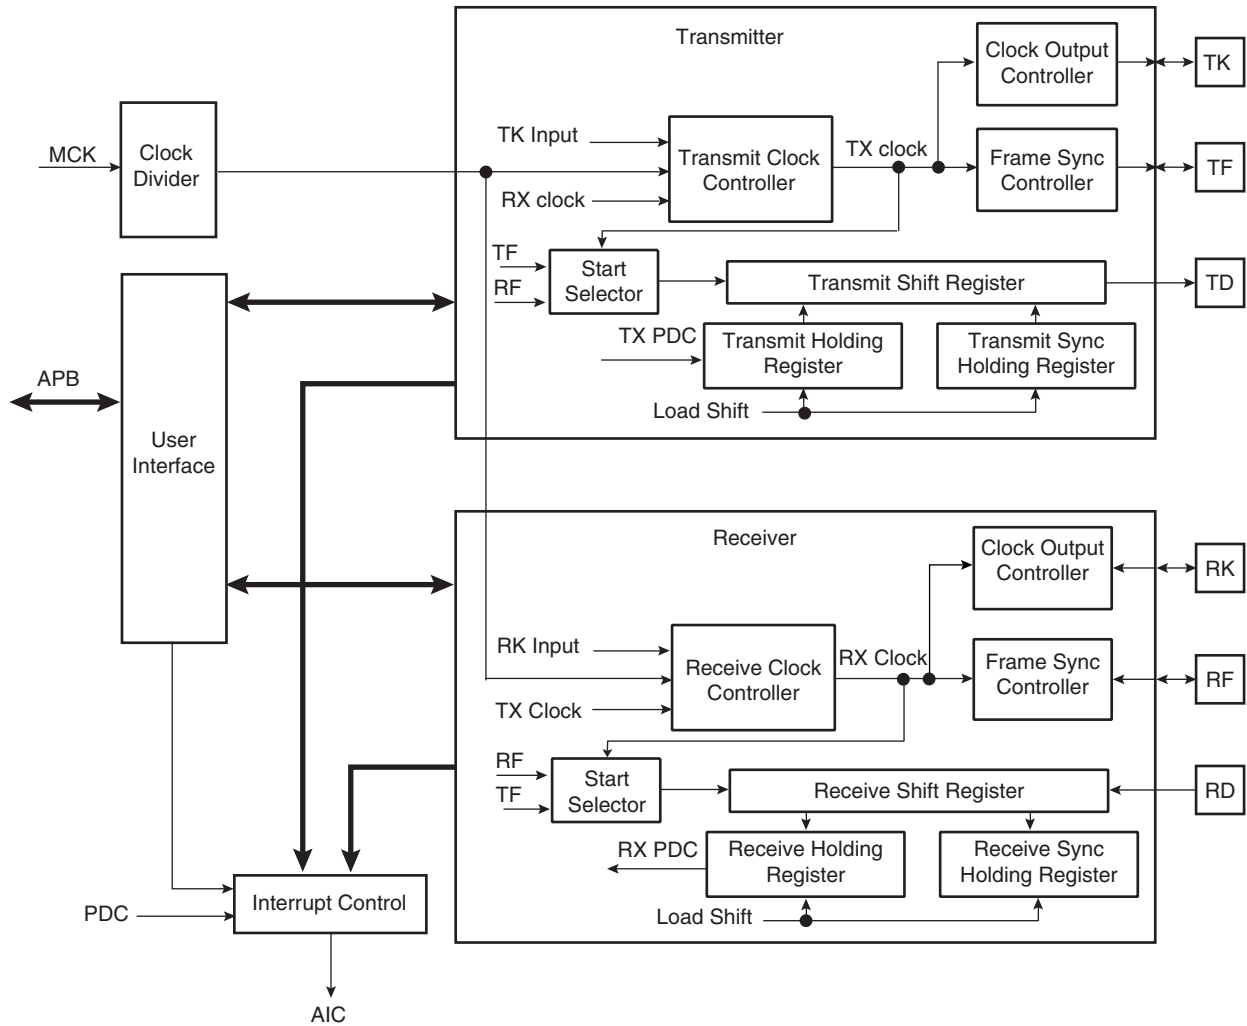 Transmitter
Clock Output
Controller
TK
MCK
Clock
Divider
TK Input
Transmit Clock
Controller
RX clock
TX clock
Frame Sync
Controller
TF
TF
RF
Start
Selector
Transmit Shift Register
TD
TX PDC
Transmit Holding
Register
Transmit Sync
Holding Register
Load Shift
APB
User
Interface
Receiver
Clock Output
Controller
RK
RK Input
Receive Clock
Controller
TX Clock
RX Clock
Frame Sync
Controller
RF
RF
TF
Start
Selector
Receive Shift Register
RD
RX PDC
Receive Holding
Register
Receive Sync
Holding Register
Load Shift
PDC
Interrupt Control
AIC